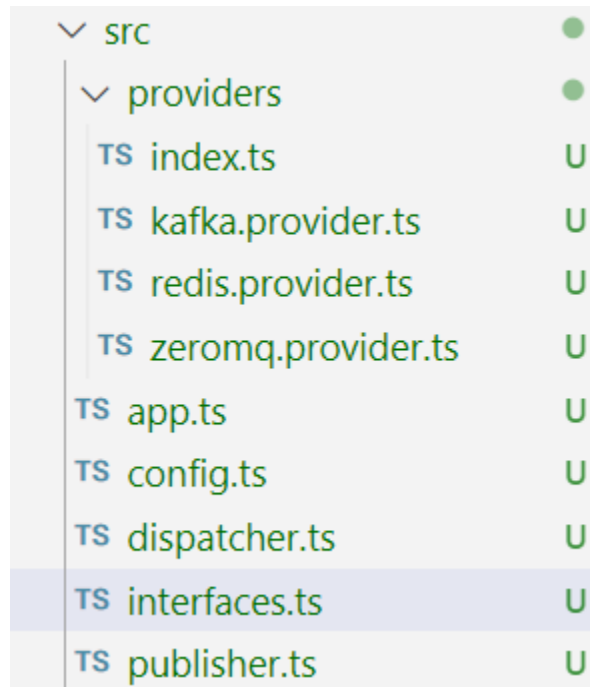 src
providers
TS index.ts U
TS kafka.provider.ts U
TS redis.provider.ts U
TS zeromq.provider.ts U
TS app.ts U
TS config.ts U
TS dispatcher.ts U
TS interfaces.ts U
TS publisher.ts U